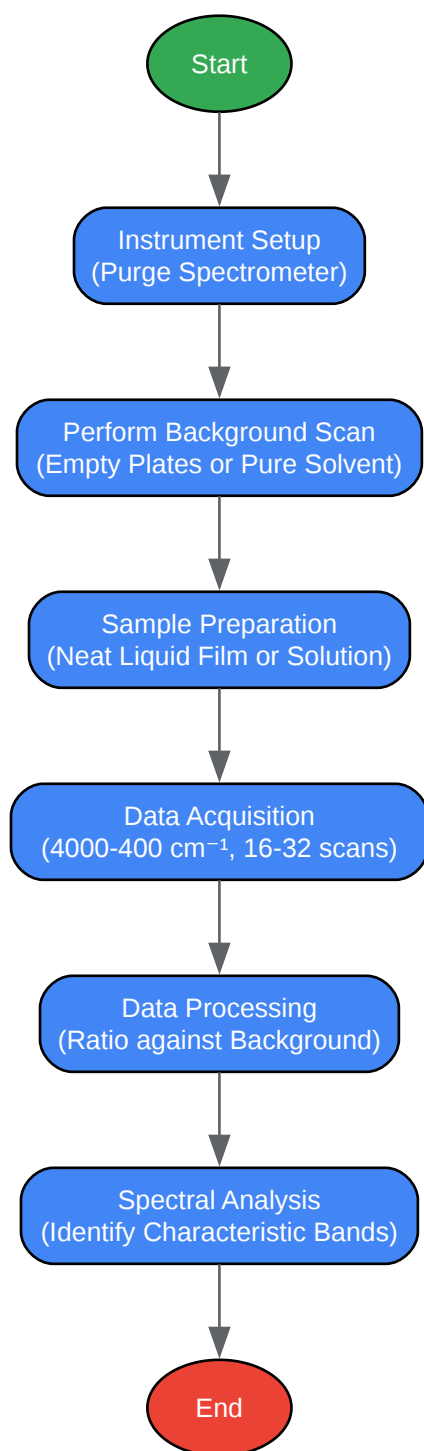 Start
Instrument Setup
(Purge Spectrometer)
Perform Background Scan
(Empty Plates or Pure Solvent)
Sample Preparation
(Neat Liquid Film or Solution)
Data Acquisition
(4000-400 cm⁻¹, 16-32 scans)
Data Processing
(Ratio against Background)
Spectral Analysis
(Identify Characteristic Bands)
End